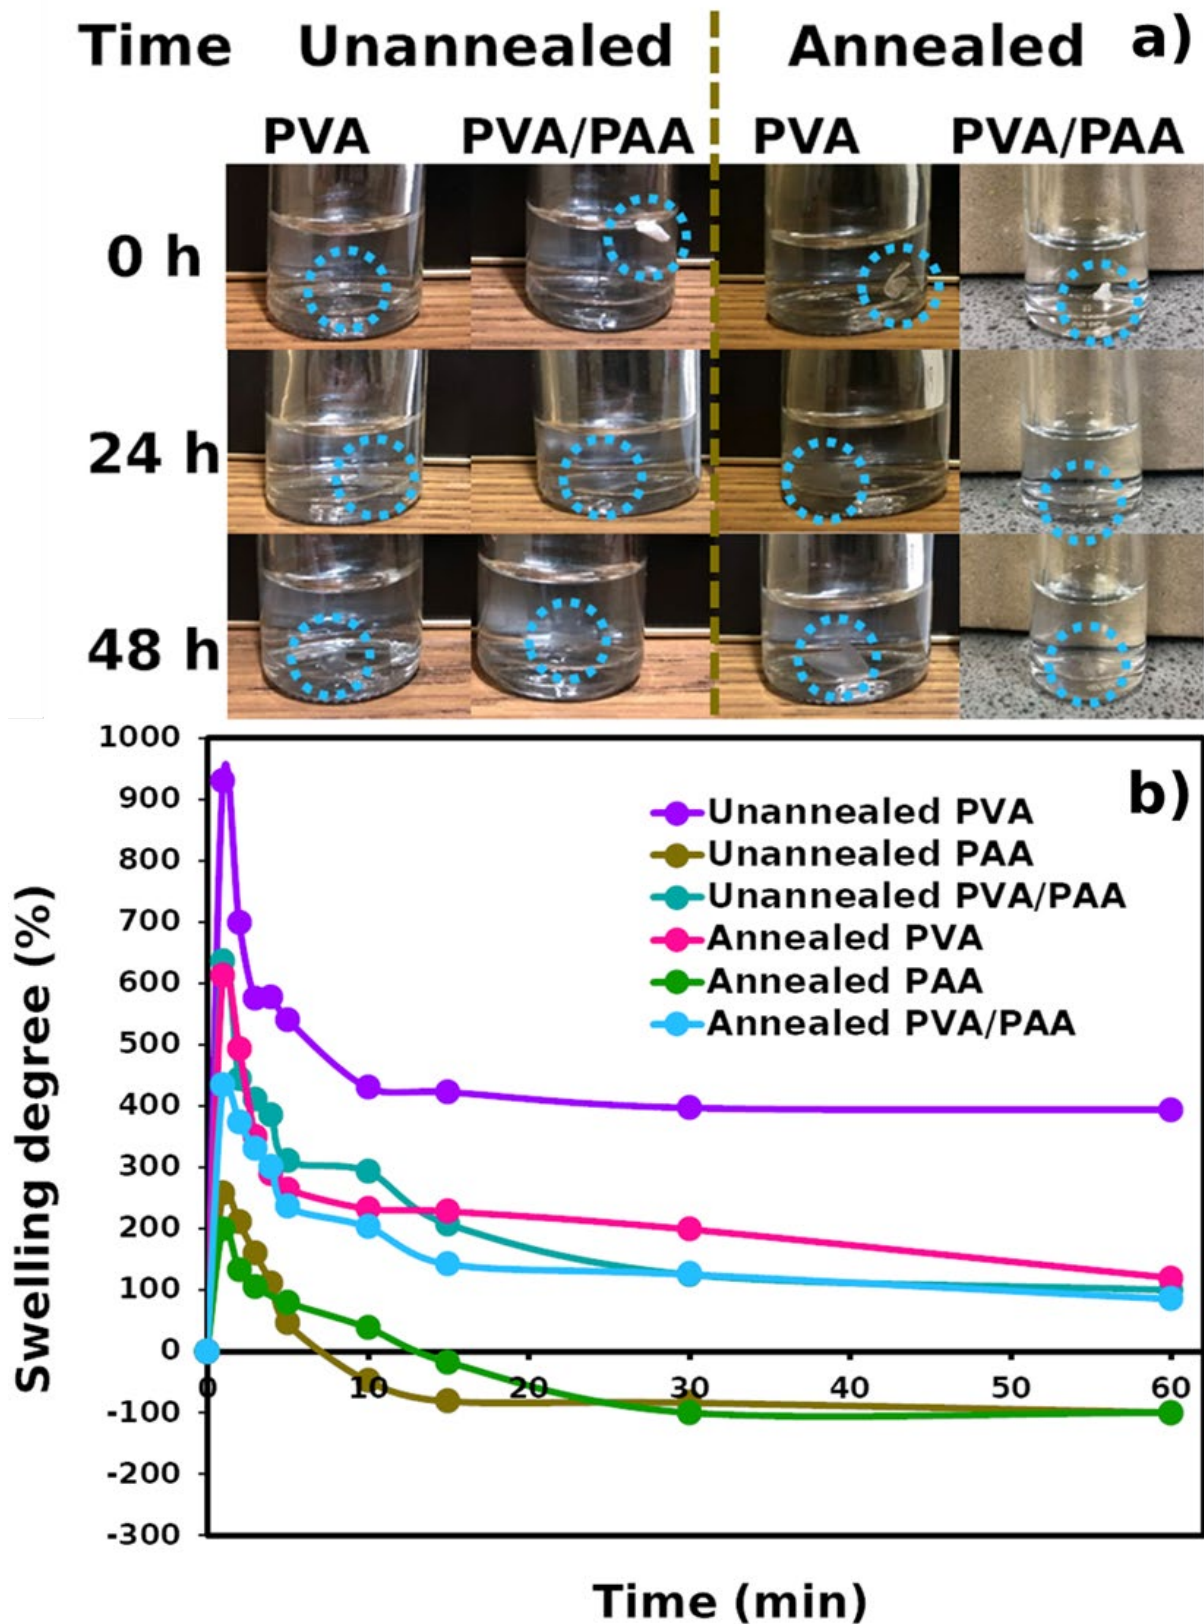 Time Unannealed Annealed a)
PVA PVA/PAA PVA PVA/PAA
0 h
24 h
48 h
1000
900
800
700
600
500
400
300
200
100
0
-100
-200
-300
b)
Unannealed PVA
Unannealed PAA
Unannealed PVA/PAA
Annealed PVA
Annealed PAA
Annealed PVA/PAA
0 10 20 30 40 50 60
Swelling degree (%)
Time (min)